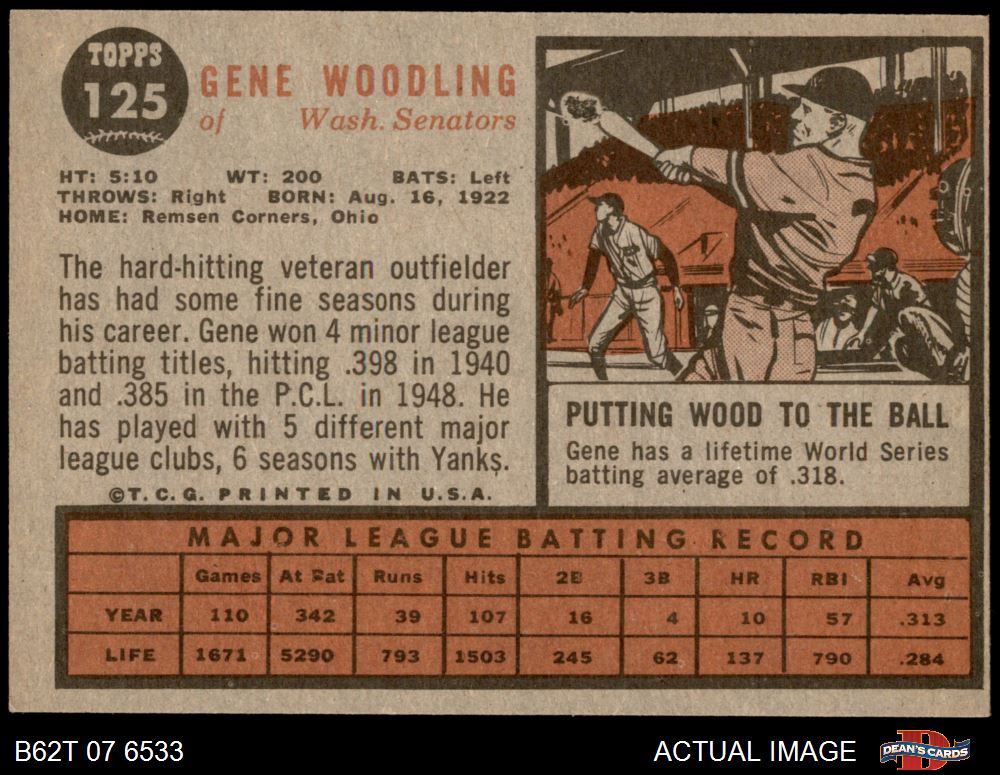 TOPPS
125
GENE WOODLING
of Wash. Senators
HT: 5:10 WT: 200 BATS: Left
THROWS: Right BORN: Aug. 16, 1922
HOME: Remsen Corners, Ohio
The hard-hitting veteran outfielder
has had some fine seasons during
his career. Gene won 4 minor league
batting titles, hitting .398 in 1940
and .385 in the P.C.L. in 1948. He
has played with 5 different major
league clubs, 6 seasons with Yanks.
©T.C.G. PRINTED IN U.S.A.
PUTTING WOOD TO THE BALL
Gene has a lifetime World Series
batting average of .318.
MAJOR LEAGUE BATTING RECORD
Games At Bat Runs Hits 2B 3B HR RBI Avg
YEAR 110 342 39 107 16 4 10 57 .313
LIFE 1671 5290 793 1503 245 62 137 790 .284
B62T 07 6533 ACTUAL IMAGE DEAN'S CARDS